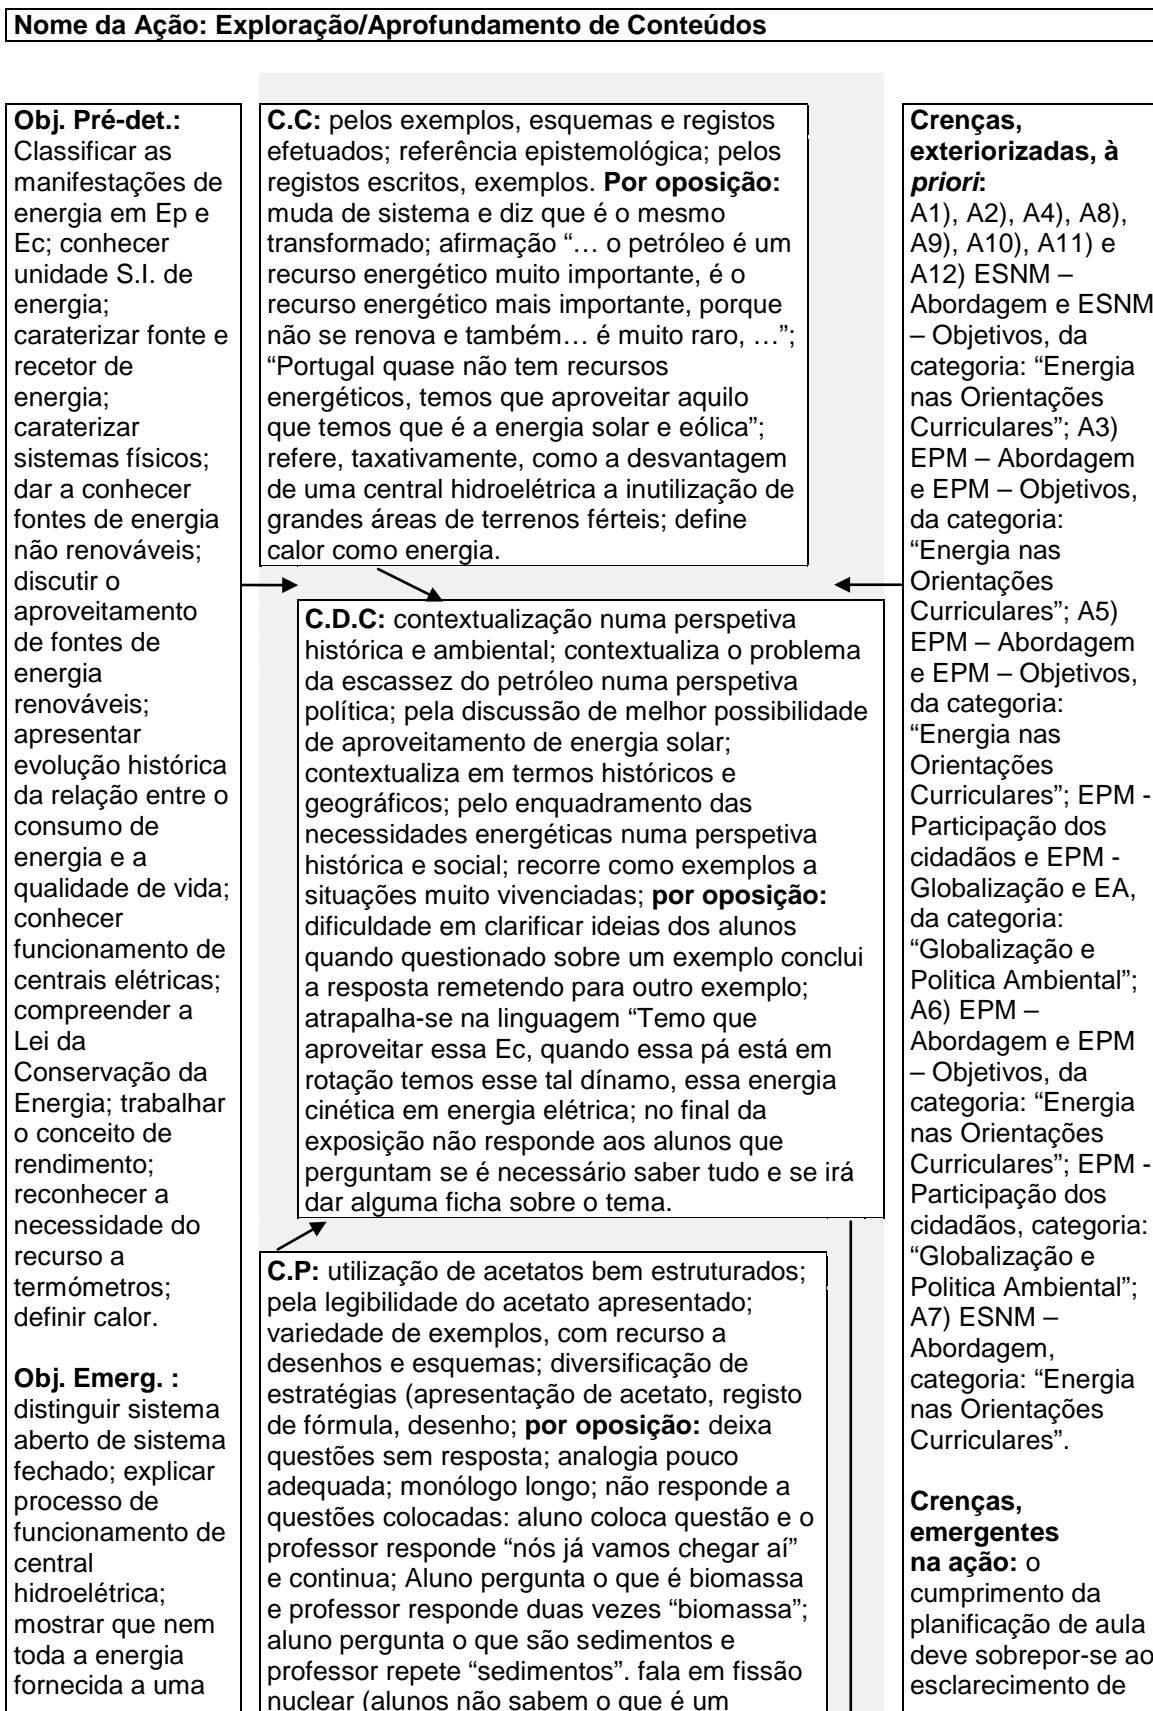 Nome da Ação: Exploração/Aprofundamento de Conteúdos
Obj. Pré-det.:
Classificar as
manifestações de
energia em Ep e
Ec; conhecer
unidade S.I. de
energia;
caraterizar fonte e
recetor de
energia;
caraterizar
sistemas físicos;
dar a conhecer
fontes de energia
não renováveis;
discutir o
aproveitamento
de fontes de
energia
renováveis;
apresentar
evolução histórica
da relação entre o
consumo de
energia e a
qualidade de vida;
conhecer
funcionamento de
centrais elétricas;
compreender a
Lei da
Conservação da
Energia; trabalhar
o conceito de
rendimento;
reconhecer a
necessidade do
recurso a
termómetros;
definir calor.
Obj. Emerg. :
distinguir sistema
aberto de sistema
fechado; explicar
processo de
funcionamento de
central
hidroelétrica;
mostrar que nem
toda a energia
fornecida a uma
C.C: pelos exemplos, esquemas e registos
efetuados; referência epistemológica; pelos
registos escritos, exemplos. Por oposição:
muda de sistema e diz que é o mesmo
transformado; afirmação “… o petróleo é um
recurso energético muito importante, é o
recurso energético mais importante, porque
não se renova e também… é muito raro, …”;
“Portugal quase não tem recursos
energéticos, temos que aproveitar aquilo
que temos que é a energia solar e eólica”;
refere, taxativamente, como a desvantagem
de uma central hidroelétrica a inutilização de
grandes áreas de terrenos férteis; define
calor como energia.
C.D.C: contextualização numa perspetiva
histórica e ambiental; contextualiza o problema
da escassez do petróleo numa perspetiva
política; pela discussão de melhor possibilidade
de aproveitamento de energia solar;
contextualiza em termos históricos e
geográficos; pelo enquadramento das
necessidades energéticas numa perspetiva
histórica e social; recorre como exemplos a
situações muito vivenciadas; por oposição:
dificuldade em clarificar ideias dos alunos
quando questionado sobre um exemplo conclui
a resposta remetendo para outro exemplo;
atrapalha-se na linguagem “Temo que
aproveitar essa Ec, quando essa pá está em
rotação temos esse tal dínamo, essa energia
cinética em energia elétrica; no final da
exposição não responde aos alunos que
perguntam se é necessário saber tudo e se irá
dar alguma ficha sobre o tema.
C.P: utilização de acetatos bem estruturados;
pela legibilidade do acetato apresentado;
variedade de exemplos, com recurso a
desenhos e esquemas; diversificação de
estratégias (apresentação de acetato, registo
de fórmula, desenho; por oposição: deixa
questões sem resposta; analogia pouco
adequada; monólogo longo; não responde a
questões colocadas: aluno coloca questão e o
professor responde “nós já vamos chegar aí”
e continua; Aluno pergunta o que é biomassa
e professor responde duas vezes “biomassa”;
aluno pergunta o que são sedimentos e
professor repete “sedimentos”. fala em fissão
nuclear (alunos não sabem o que é um
Crenças,
exteriorizadas, à
priori:
A1), A2), A4), A8),
A9), A10), A11) e
A12) ESNM –
Abordagem e ESNM
– Objetivos, da
categoria: “Energia
nas Orientações
Curriculares”; A3)
EPM – Abordagem
e EPM – Objetivos,
da categoria:
“Energia nas
Orientações
Curriculares”; A5)
EPM – Abordagem
e EPM – Objetivos,
da categoria:
“Energia nas
Orientações
Curriculares”; EPM -
Participação dos
cidadãos e EPM -
Globalização e EA,
da categoria:
“Globalização e
Politica Ambiental”;
A6) EPM –
Abordagem e EPM
– Objetivos, da
categoria: “Energia
nas Orientações
Curriculares”; EPM -
Participação dos
cidadãos, categoria:
“Globalização e
Politica Ambiental”;
A7) ESNM –
Abordagem,
categoria: “Energia
nas Orientações
Curriculares”.
Crenças,
emergentes
na ação: o
cumprimento da
planificação de aula
deve sobrepor-se ao
esclarecimento de